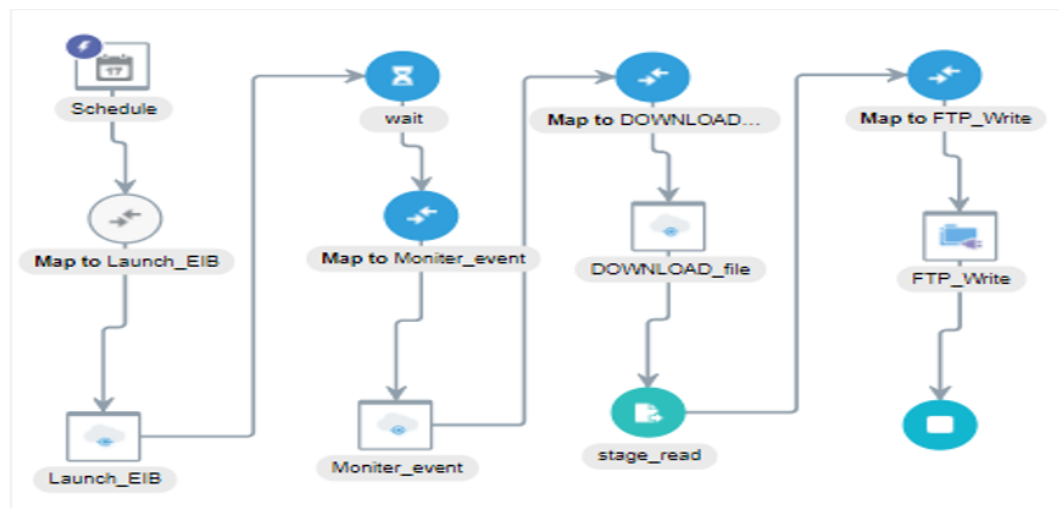 17
Schedule
Map to Launch_EIB
Launch_EIB
wait
Map to Moniter_event
Moniter_event
Map to DOWNLOAD...
DOWNLOAD_file
stage_read
Map to FTP_Write
FTP_Write